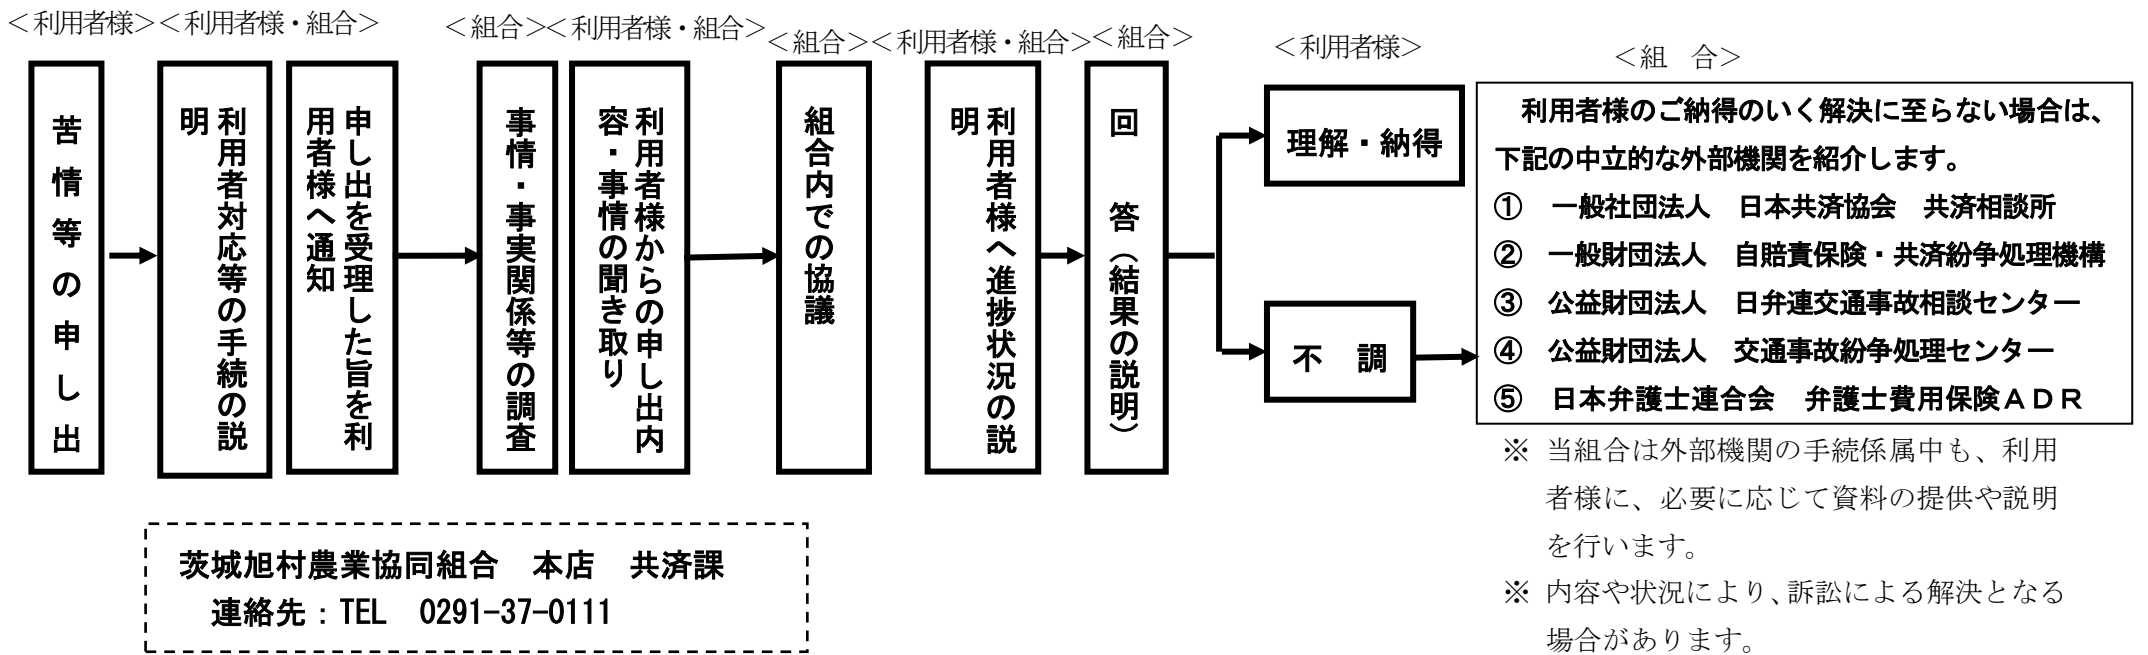 ＜利用者様＞＜利用者様・組合＞
＜組合＞＜利用者様・組合＞
＜組合＞＜利用者様・組合＞＜組合＞
＜利用者様＞
＜組　合＞
苦情等の申し出
利用者対応等の手続の説
明
申し出を受理した旨を利
用者様へ通知
事情・事実関係等の調査
利用者様からの申し出内
容・事情の聞き取り
組合内での協議
利用者様へ進捗状況の説
明
回　答（結果の説明）
理解・納得
不　調
利用者様のご納得のいく解決に至らない場合は、
下記の中立的な外部機関を紹介します。
①　一般社団法人　日本共済協会　共済相談所
②　一般財団法人　自賠責保険・共済紛争処理機構
③　公益財団法人　日弁連交通事故相談センター
④　公益財団法人　交通事故紛争処理センター
⑤　日本弁護士連合会　弁護士費用保険ＡＤＲ
※ 当組合は外部機関の手続係属中も、利用
者様に、必要に応じて資料の提供や説明
を行います。
※ 内容や状況により、訴訟による解決となる
場合があります。
茨城旭村農業協同組合　本店　共済課
連絡先：TEL　0291-37-0111